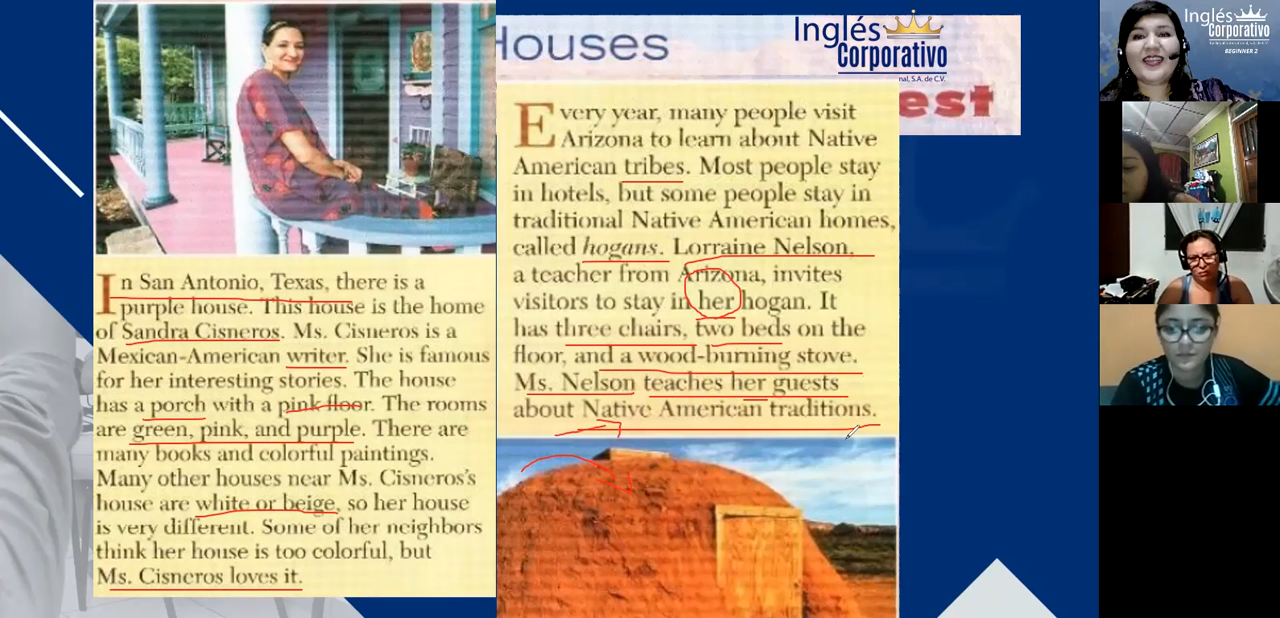 Houses
Inglés
Corporativo
nal, S.A. de C.V.
est
In San Antonio, Texas, there is a
purple house. This house is the home
of Sandra Cisneros. Ms. Cisneros is a
Mexican-American writer. She is famous
for her interesting stories. The house
has a porch with a pink floor. The rooms
are green, pink, and purple. There are
many books and colorful paintings.
Many other houses near Ms. Cisneros's
house are white or beige, so her house
is very different. Some of her neighbors
think her house is too colorful, but
Ms. Cisneros loves it.
Every year, many people visit
Arizona to learn about Native
American tribes. Most people stay
in hotels, but some people stay in
traditional Native American homes,
called hogans. Lorraine Nelson,
a teacher from Arizona, invites
visitors to stay in her hogan. It
has three chairs, two beds on the
floor, and a wood-burning stove.
Ms. Nelson teaches her guests
about Native American traditions.
Inglés
Corporativo
BEGINNER 2